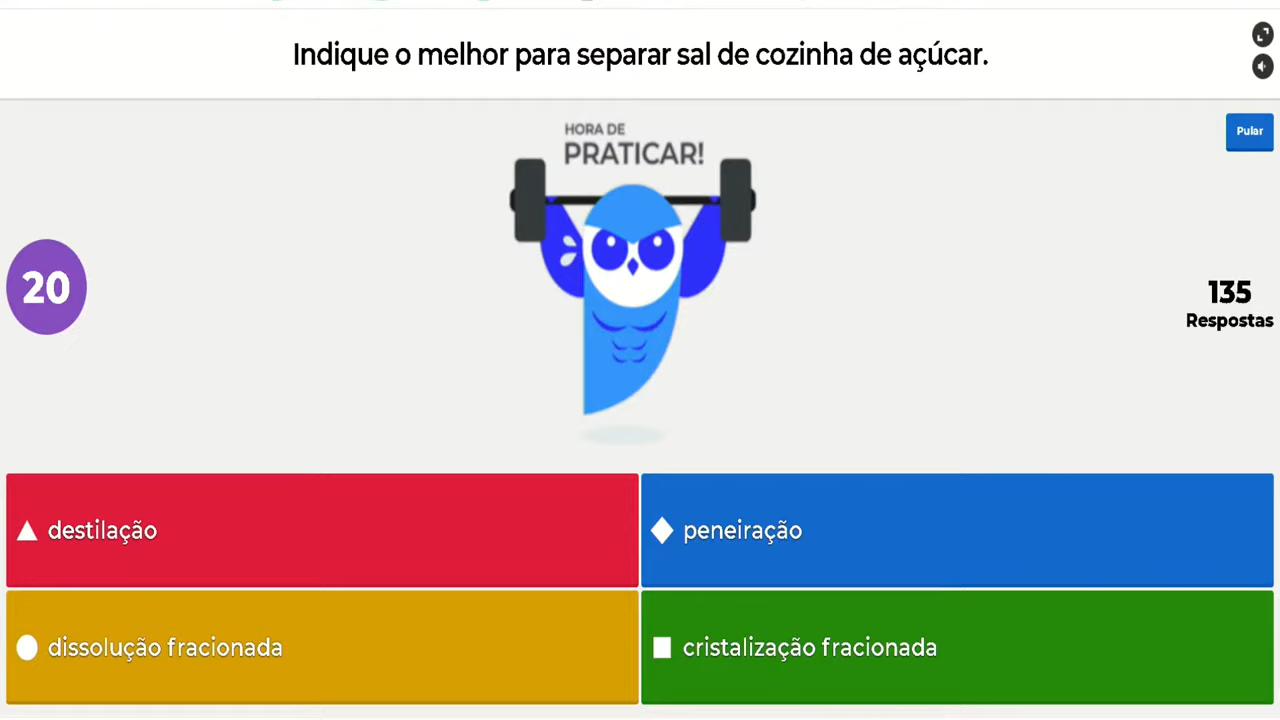 Indique o melhor para separar sal de cozinha de açúcar.
HORA DE
PRATICAR!
Pular
20
135
Respostas
destilação
peneiração
dissolução fracionada
cristalização fracionada